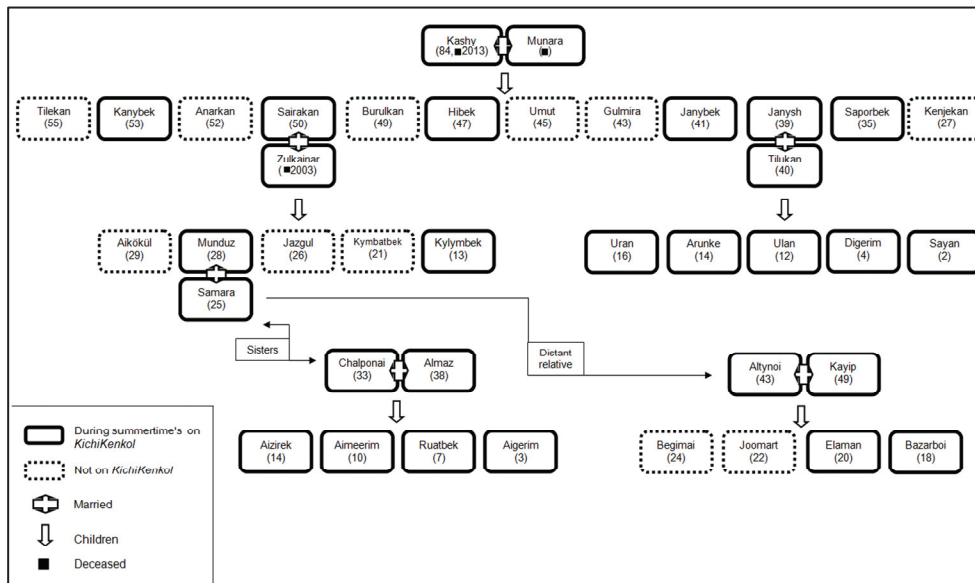 Kashy
(84, ■2013)
Munara
(■)
Tilekan
(55)
Kanybek
(53)
Anarkan
(52)
Sairakan
(50)
Burulkan
(49)
Hibek
(47)
Umut
(45)
Gulmira
(43)
Janybek
(41)
Janysh
(39)
Saporbek
(35)
Kenjekan
(27)
Zulkainar
(■2003)
Tilukan
(40)
Aikökül
(29)
Munduz
(28)
Jazgul
(26)
Kymbatbek
(21)
Kylymbek
(13)
Uran
(16)
Arunke
(14)
Ulan
(12)
Digerim
(4)
Sayan
(2)
Samara
(25)
Sisters
Distant
relative
Chalponai
(33)
Almaz
(38)
Altynoi
(43)
Kayip
(49)
Aizirek
(14)
Aimeerim
(10)
Ruatbek
(7)
Aigerim
(3)
Begimai
(24)
Joomart
(22)
Elaman
(20)
Bazarboi
(18)
During summertime's on
KichiKenkol
Not on KichiKenkol
Married
Children
Deceased